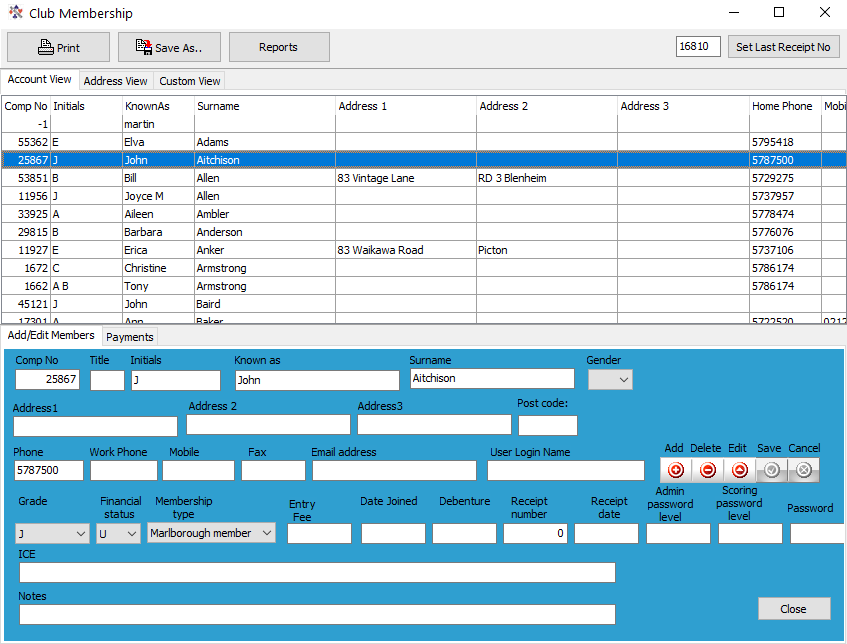 Club Membership
Print Save As.. Reports 16810 Set Last Receipt No
Account View Address View Custom View
Comp No Initials KnownAs Surname Address 1 Address 2 Address 3 Home Phone Mobi
-1 martin
55362 E Elva Adams 5795418
25867 J John Aitchison 5787500
53851 B Bill Allen 83 Vintage Lane RD 3 Blenheim 5729275
11956 J Joyce M Allen 5737957
33925 A Aileen Ambler 5778474
29815 B Barbara Anderson 5776076
11927 E Erica Anker 83 Waikawa Road Picton 5737106
1672 C Christine Armstrong 5786174
1662 A B Tony Armstrong 5786174
45121 J John Baird
17301 A Ann Baker 5722520 0212
Add/Edit Members Payments
Comp No Title Initials Known as Surname Gender
25867 J John Aitchison
Address1 Address 2 Address3 Post code:
Phone Work Phone Mobile Fax Email address User Login Name Add Delete Edit Save Cancel
5787500
Grade Financial status Membership type Entry Fee Date Joined Debenture Receipt number Receipt date Admin password level Scoring password level Password
J U Marlborough member 0
ICE
Notes
Close